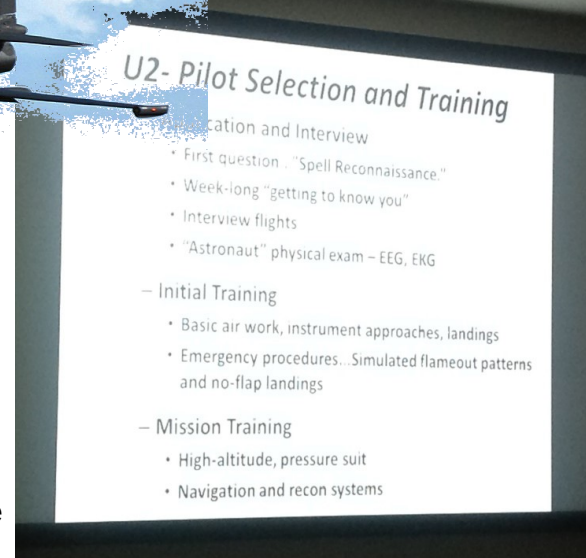 U2- Pilot Selection and Training
cation and Interview
• First question . "Spell Reconnaissance."
• Week-long "getting to know you"
• Interview flights
• "Astronaut" physical exam – EEG, EKG
– Initial Training
• Basic air work, instrument approaches, landings
• Emergency procedures...Simulated flameout patterns
and no-flap landings
– Mission Training
• High-altitude, pressure suit
• Navigation and recon systems
e